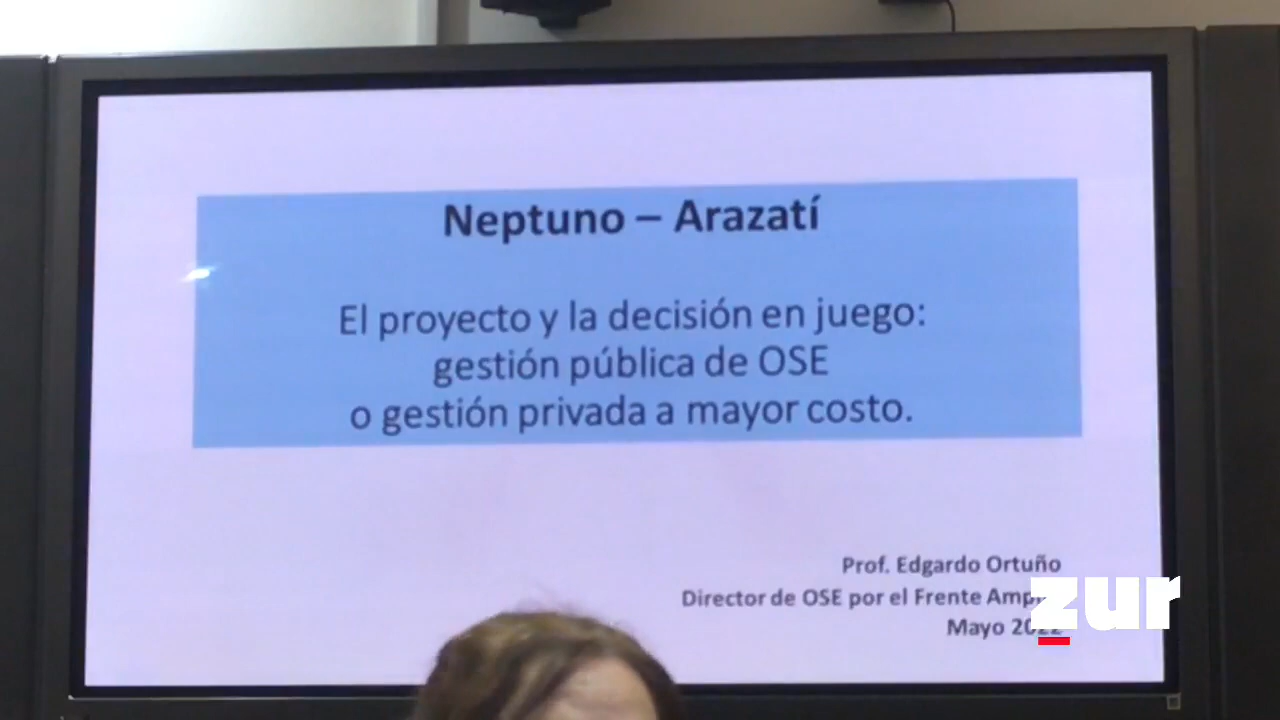 Neptuno – Arazatí
El proyecto y la decisión en juego:
gestión pública de OSE
o gestión privada a mayor costo.
Prof. Edgardo Ortuño
Director de OSE por el Frente
Mayo 2022
zur